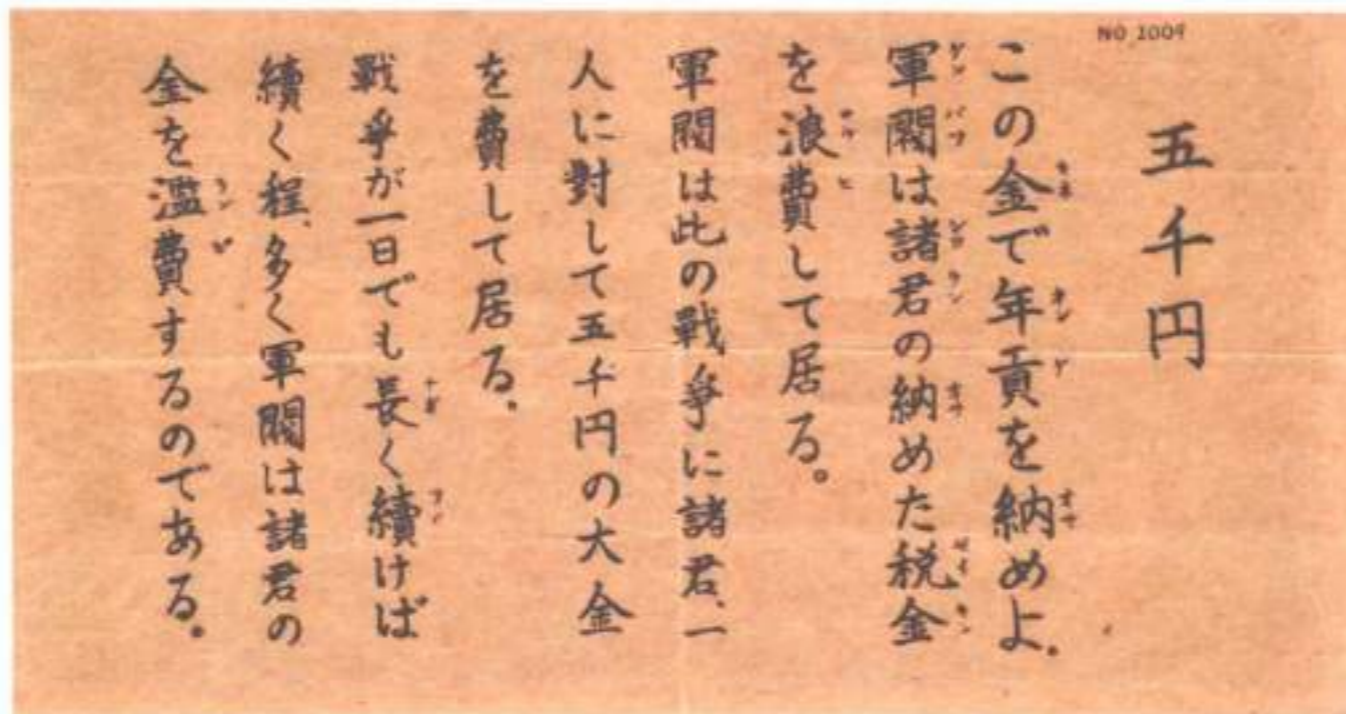 NO 1009
五千円
この金で年貢を納めよ。
軍閥は諸君の納めた税金
を浪費して居る。
軍閥は此の戰爭に諸君、一
人に對して五千円の大金
を費して居る。
戰爭が一日でも長く續けば
續く程、多く軍閥は諸君の
金を濫費するのである。